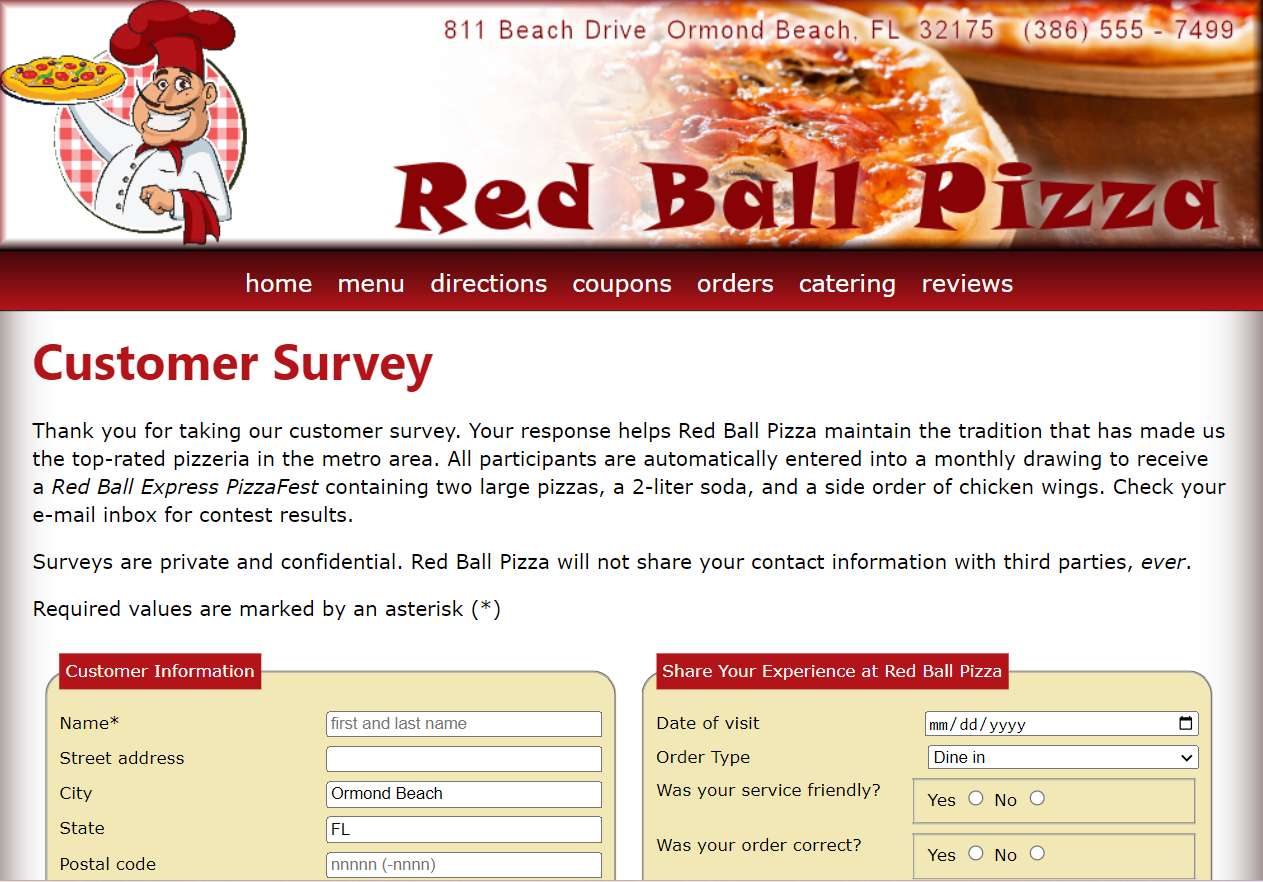 811 Beach Drive Ormond Beach, FL 32175 (386) 555 - 7499
Red Ball Pizza
home menu directions coupons orders catering reviews
Customer Survey
Thank you for taking our customer survey. Your response helps Red Ball Pizza maintain the tradition that has made us
the top-rated pizzeria in the metro area. All participants are automatically entered into a monthly drawing to receive
a Red Ball Express PizzaFest containing two large pizzas, a 2-liter soda, and a side order of chicken wings. Check your
e-mail inbox for contest results.
Surveys are private and confidential. Red Ball Pizza will not share your contact information with third parties, ever.
Required values are marked by an asterisk (*)
Customer Information
Name* first and last name
Street address
City Ormond Beach
State FL
Postal code nnnnn (-nnnn)
Share Your Experience at Red Ball Pizza
Date of visit mm/dd/yyyy
Order Type Dine in
Was your service friendly? Yes No
Was your order correct? Yes No